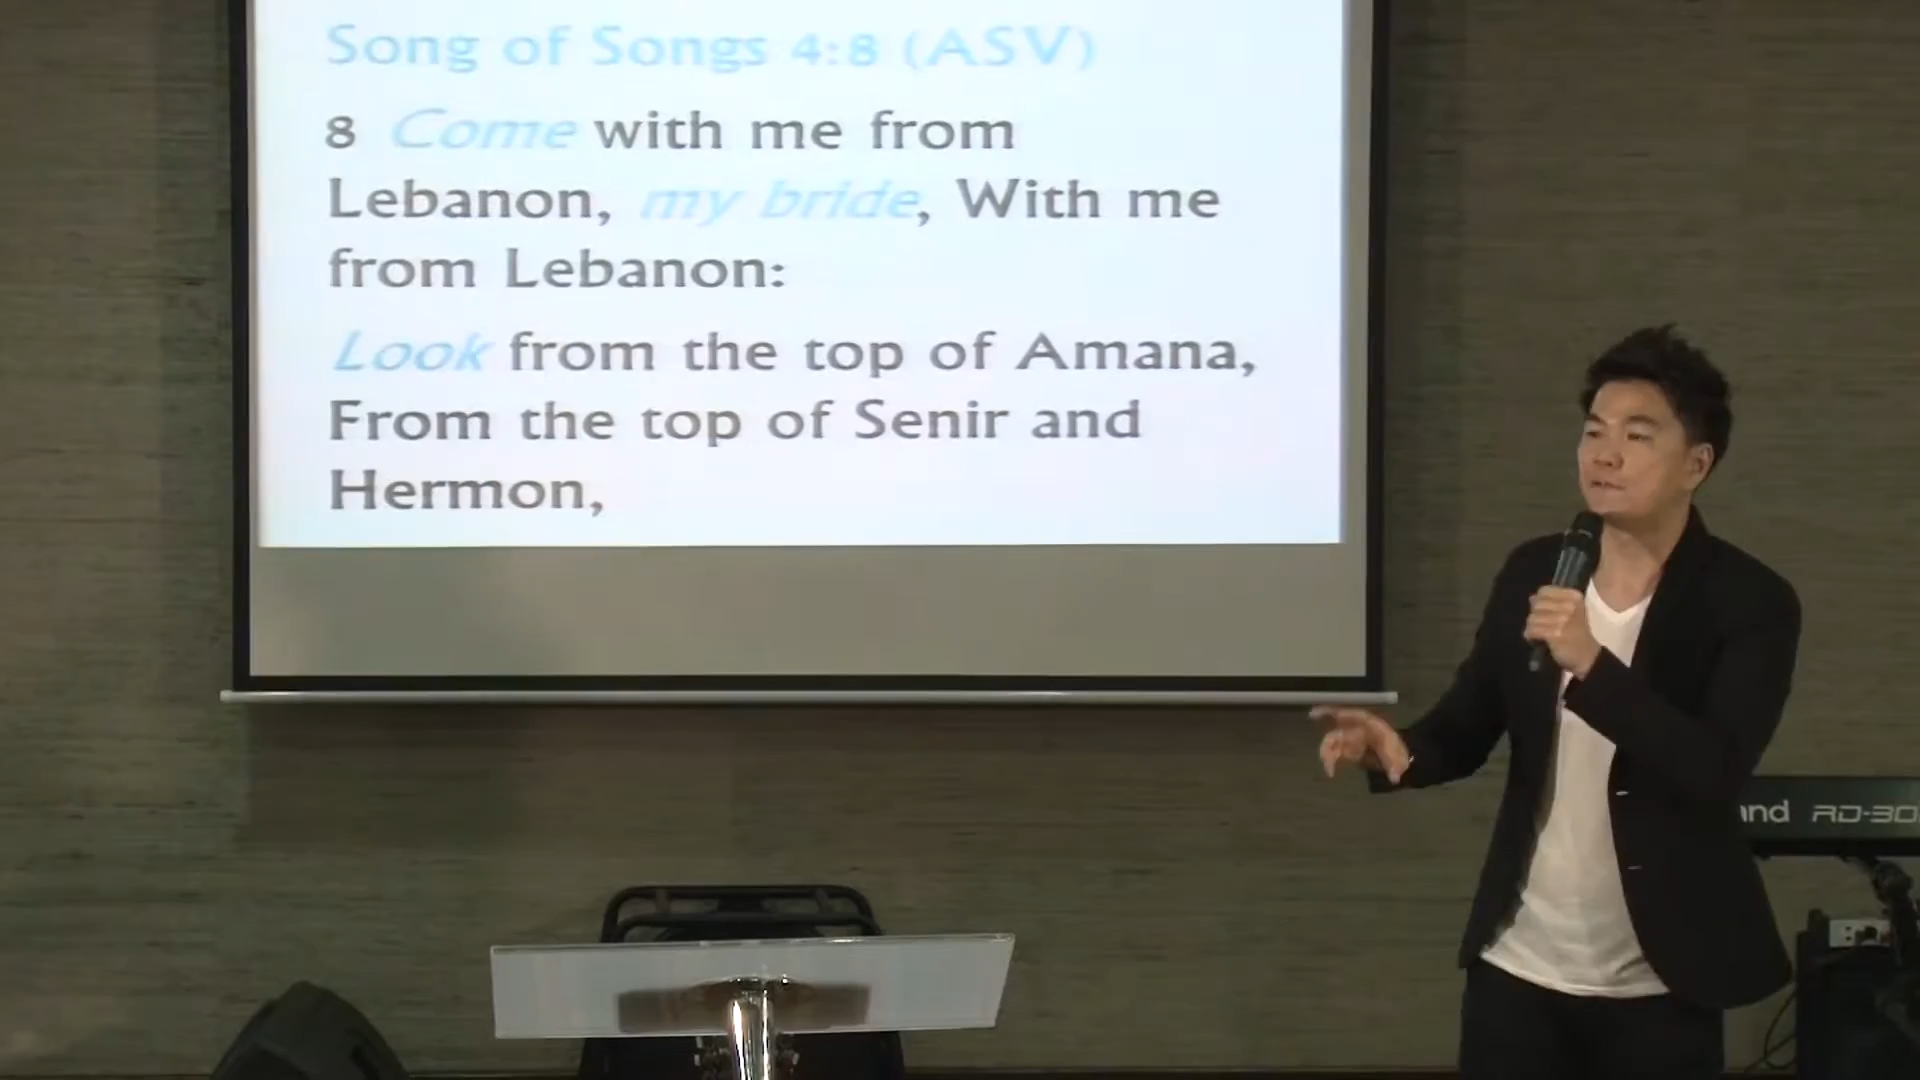 Song of Songs 4:8 (ASV)
8 Come with me from
Lebanon, my bride, With me
from Lebanon:
Look from the top of Amana,
From the top of Senir and
Hermon,
RD-30